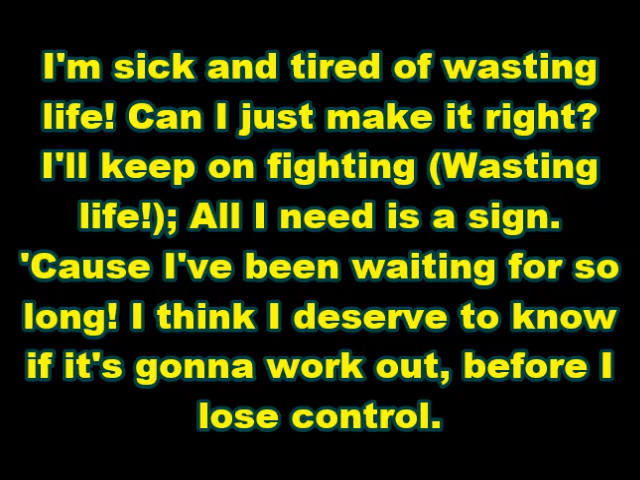 I'm sick and tired of wasting
life! Can I just make it right?
I'll keep on fighting (Wasting
life!); All I need is a sign.
'Cause I've been waiting for so
long! I think I deserve to know
if it's gonna work out, before I
lose control.